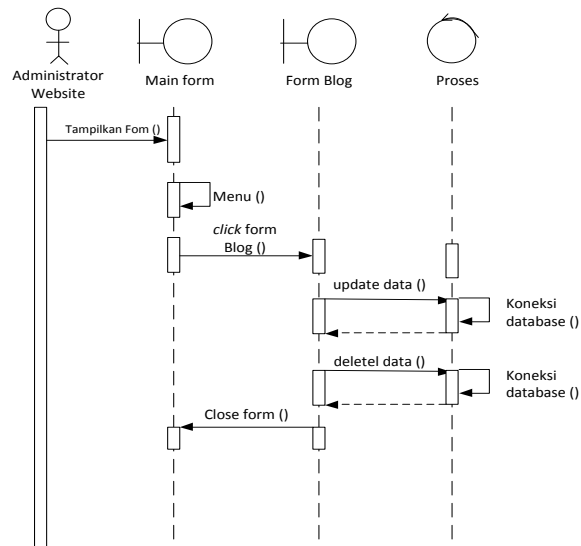 Administrator
Website
Main form
Form Blog
Proses
Tampilkan Fom ()
Menu ()
click form
Blog ()
update data ()
Koneksi
database ()
deletel data ()
Koneksi
database ()
Close form ()